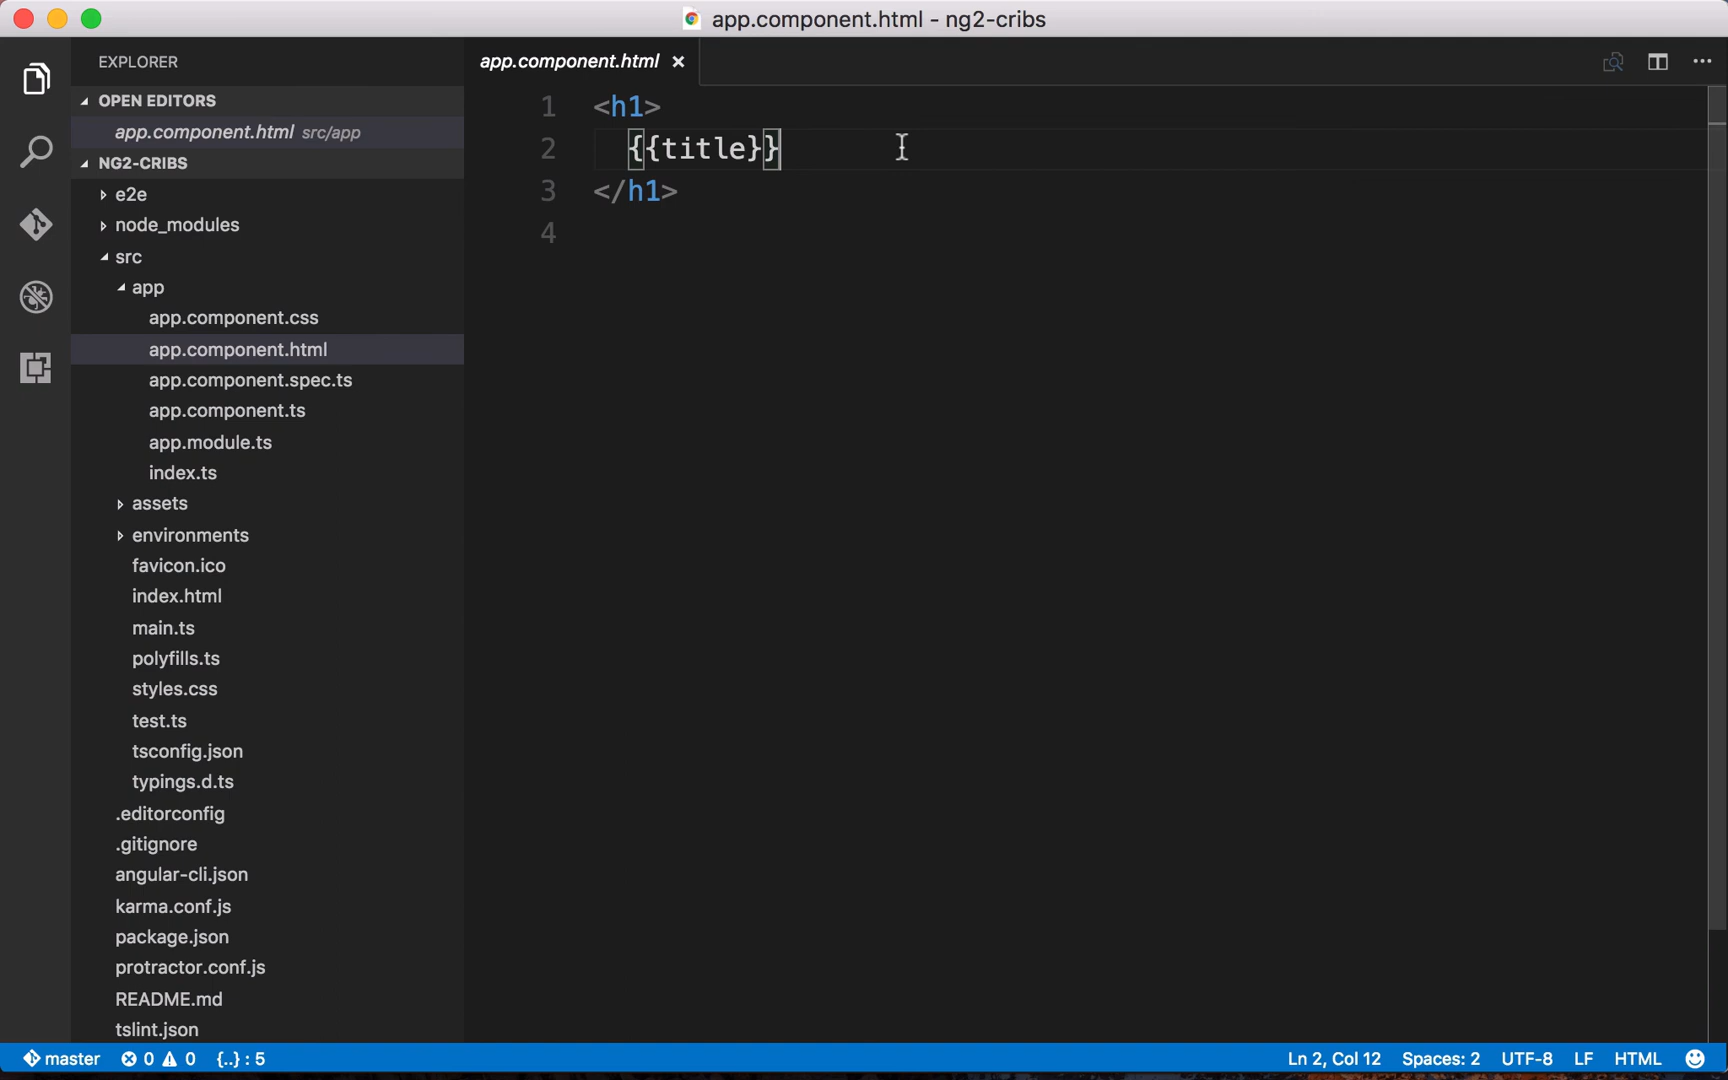 app.component.html - ng2-cribs
EXPLORER
OPEN EDITORS
app.component.html src/app
NG2-CRIBS
e2e
node_modules
src
app
app.component.css
app.component.html
app.component.spec.ts
app.component.ts
app.module.ts
index.ts
assets
environments
favicon.ico
index.html
main.ts
polyfills.ts
styles.css
test.ts
tsconfig.json
typings.d.ts
.editorconfig
.gitignore
angular-cli.json
karma.conf.js
package.json
protractor.conf.js
README.md
tslint.json
app.component.html
1 <h1>
2 {{title}}
3 </h1>
4
master 0 0 {..} : 5 Ln 2, Col 12 Spaces: 2 UTF-8 LF HTML